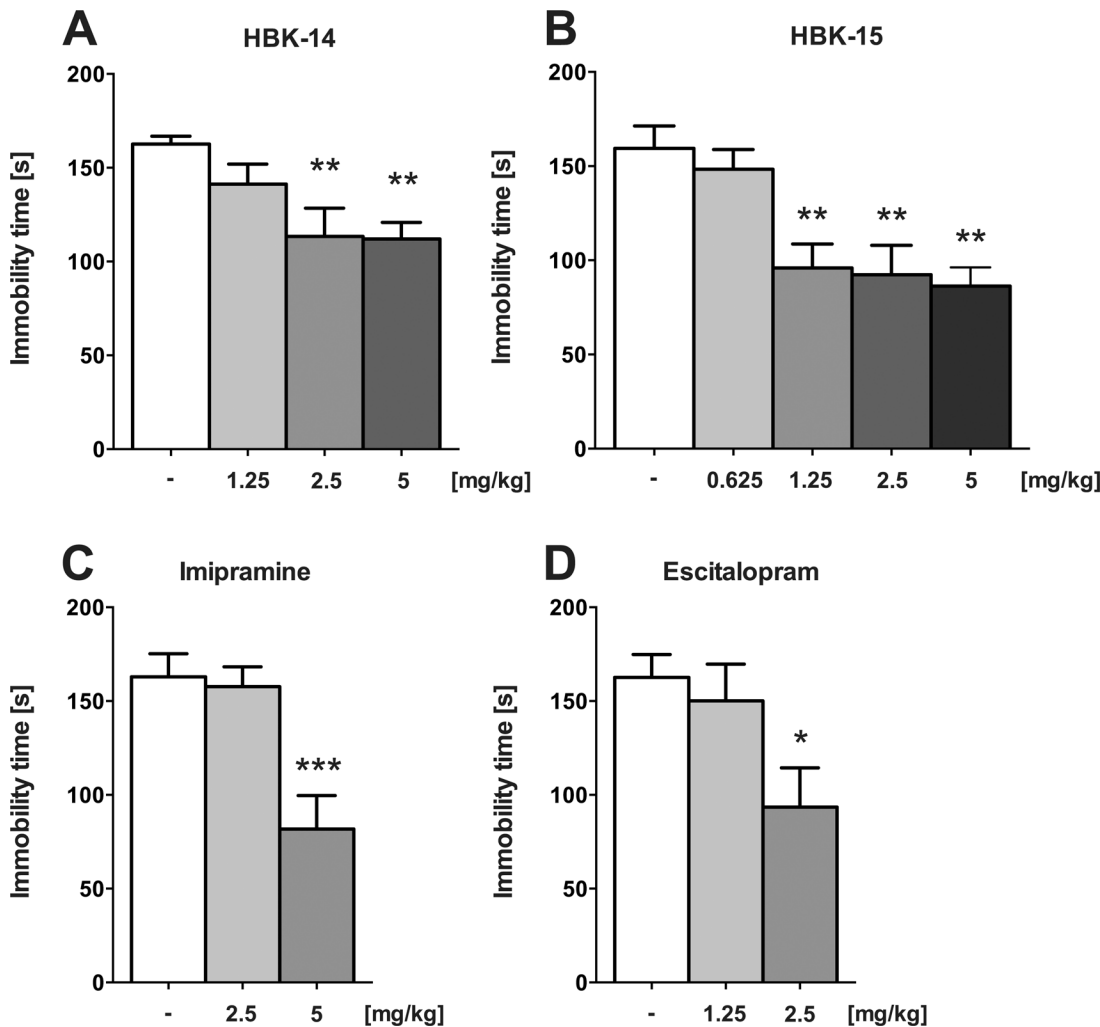 A
HBK-14
200
150
100
50
0
Immobility time [s]
**
**
- 1.25 2.5 5 [mg/kg]
B
HBK-15
200
150
100
50
0
Immobility time [s]
**
**
**
- 0.625 1.25 2.5 5 [mg/kg]
C
Imipramine
200
150
100
50
0
Immobility time [s]
***
- 2.5 5 [mg/kg]
D
Escitalopram
200
150
100
50
0
Immobility time [s]
*
- 1.25 2.5 [mg/kg]